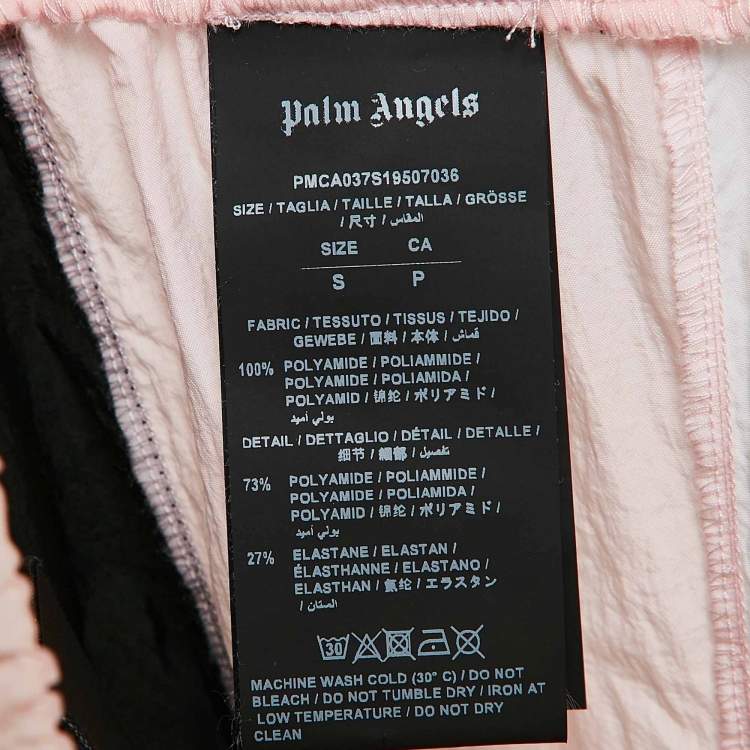 Palm Angels
PMCA037S19507036
SIZE / TAGLIA / TAILLE / TALLA / GRÖSSE
/ 尺寸 / المقاس
SIZE CA
S P
FABRIC / TESSUTO / TISSUS / TEJIDO /
GEWEBE / 面料 / 本体 / قماش
100% POLYAMIDE / POLIAMMIDE /
POLYAMIDE / POLIAMIDA /
POLYAMID / 锦纶 / ポリアミド /
بولي أميد
DETAIL / DETTAGLIO / DÉTAIL / DETALLE /
细节 / 細部 / تفصيل
73% POLYAMIDE / POLIAMMIDE /
POLYAMIDE / POLIAMIDA /
POLYAMID / 锦纶 / ポリアミド /
بولي أميد
27% ELASTANE / ELASTAN /
ÉLASTHANNE / ELASTANO /
ELASTHAN / 氨纶 / エラスタン
/ الصتان
30
MACHINE WASH COLD (30° C) / DO NOT
BLEACH / DO NOT TUMBLE DRY / IRON AT
LOW TEMPERATURE / DO NOT DRY
CLEAN